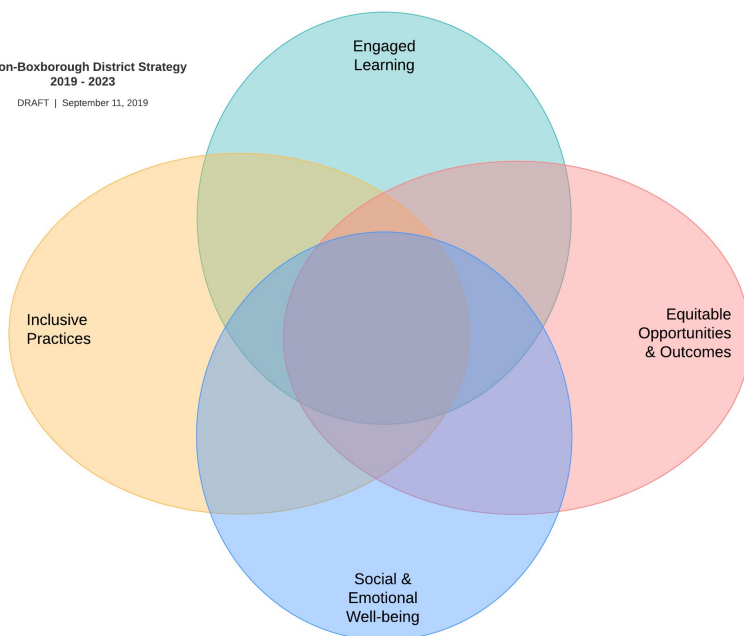 on-Boxborough District Strategy
2019 - 2023
DRAFT | September 11, 2019
Engaged
Learning
Inclusive
Practices
Equitable
Opportunities
& Outcomes
Social &
Emotional
Well-being